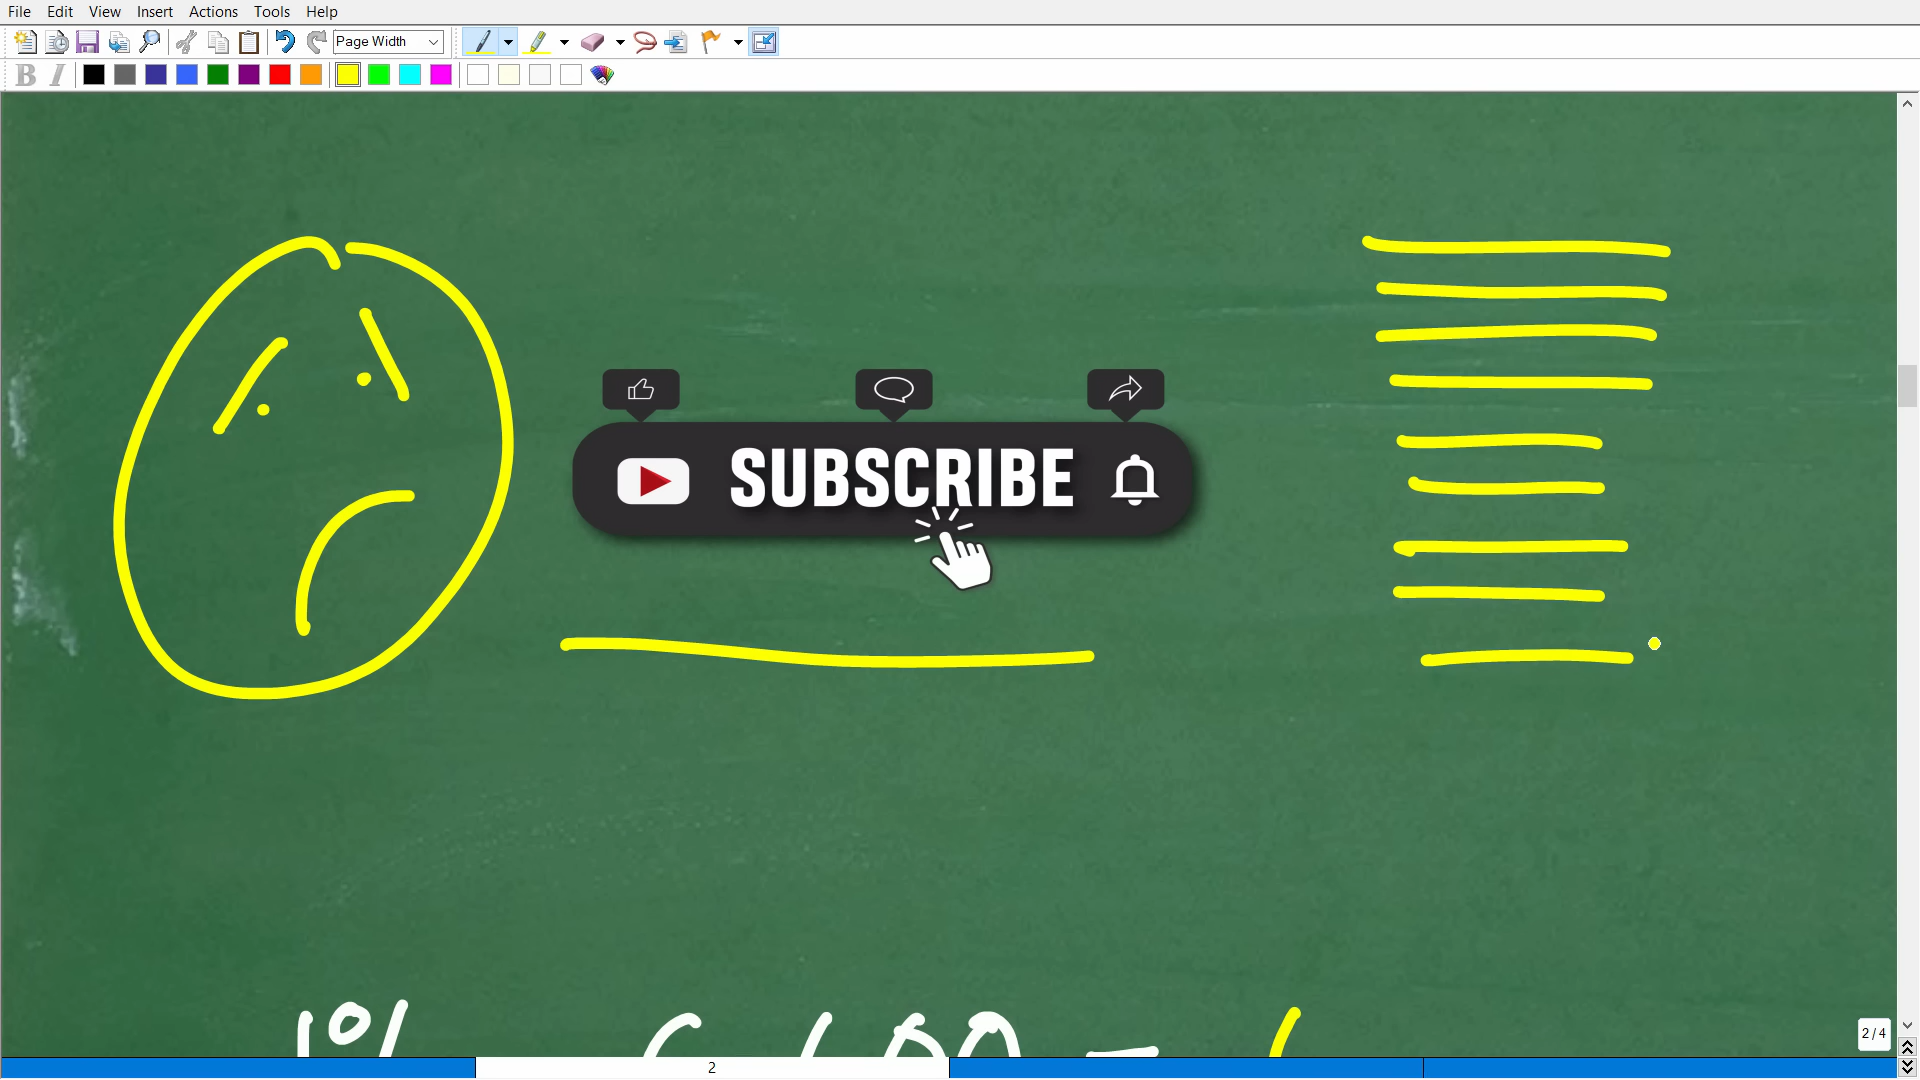 File Edit View Insert Actions Tools Help
Page Width
B I
SUBSCRIBE
2 / 4
2